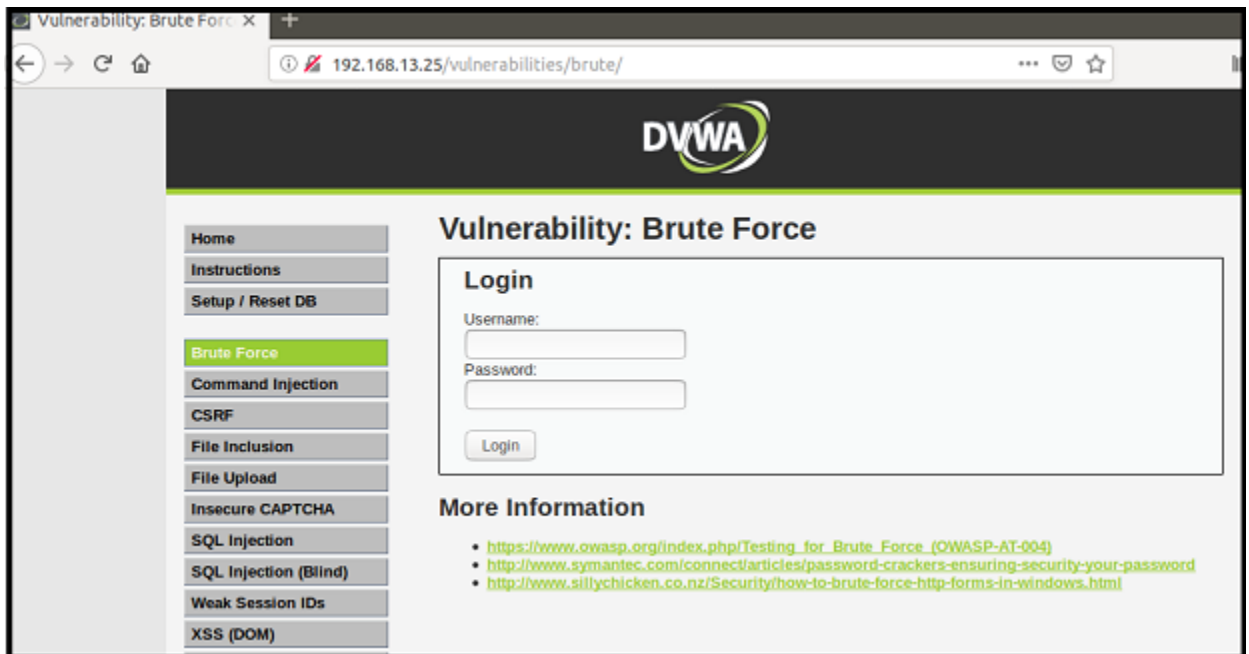 Vulnerability: Brute Forc
192.168.13.25/vulnerabilities/brute/
DVWA
Home
Instructions
Setup / Reset DB
Brute Force
Command Injection
CSRF
File Inclusion
File Upload
Insecure CAPTCHA
SQL Injection
SQL Injection (Blind)
Weak Session IDs
XSS (DOM)
Vulnerability: Brute Force
Login
Username:
Password:
Login
More Information
https://www.owasp.org/index.php/Testing_for_Brute_Force_(OWASP-AT-004)
http://www.symantec.com/connect/articles/password-crackers-ensuring-security-your-password
http://www.sillychicken.co.nz/Security/how-to-brute-force-http-forms-in-windows.html